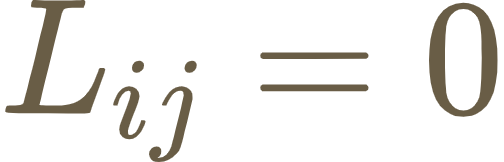 L_{ij} = 0